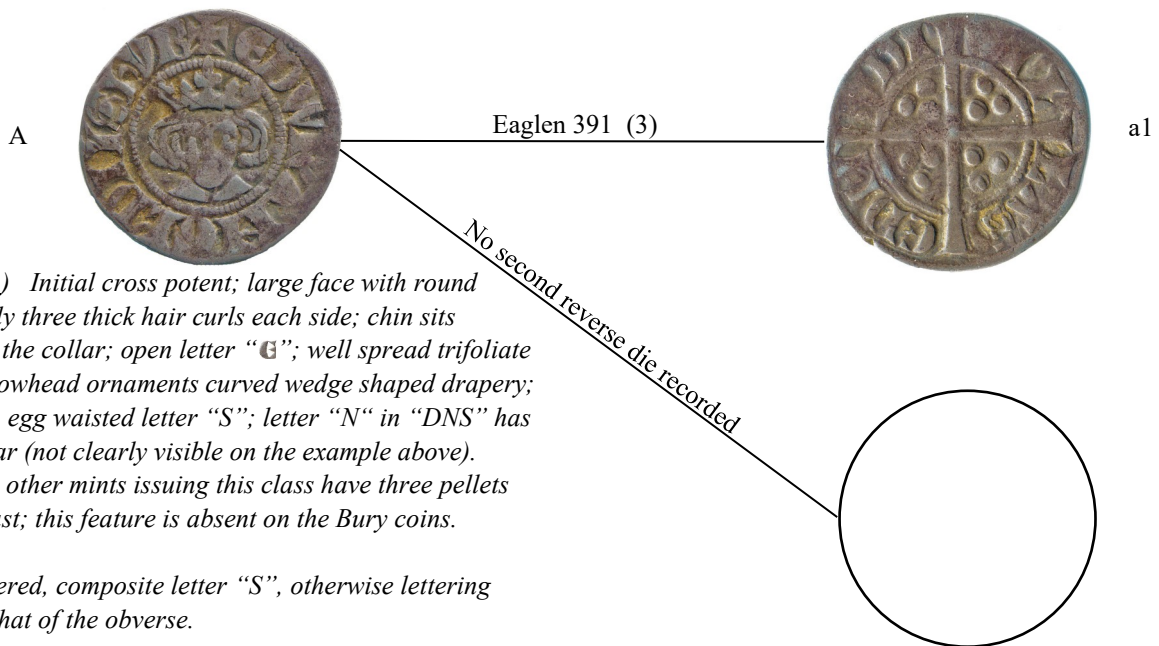 A
Eaglen 391 (3)
a1
No second reverse die recorded
) Initial cross potent; large face with round
y three thick hair curls each side; chin sits
the collar; open letter “Є”; well spread trifoliate
owhead ornaments curved wedge shaped drapery;
egg waisted letter “S”; letter “N“ in “DNS” has
ar (not clearly visible on the example above).
other mints issuing this class have three pellets
st; this feature is absent on the Bury coins.
ered, composite letter “S”, otherwise lettering
hat of the obverse.